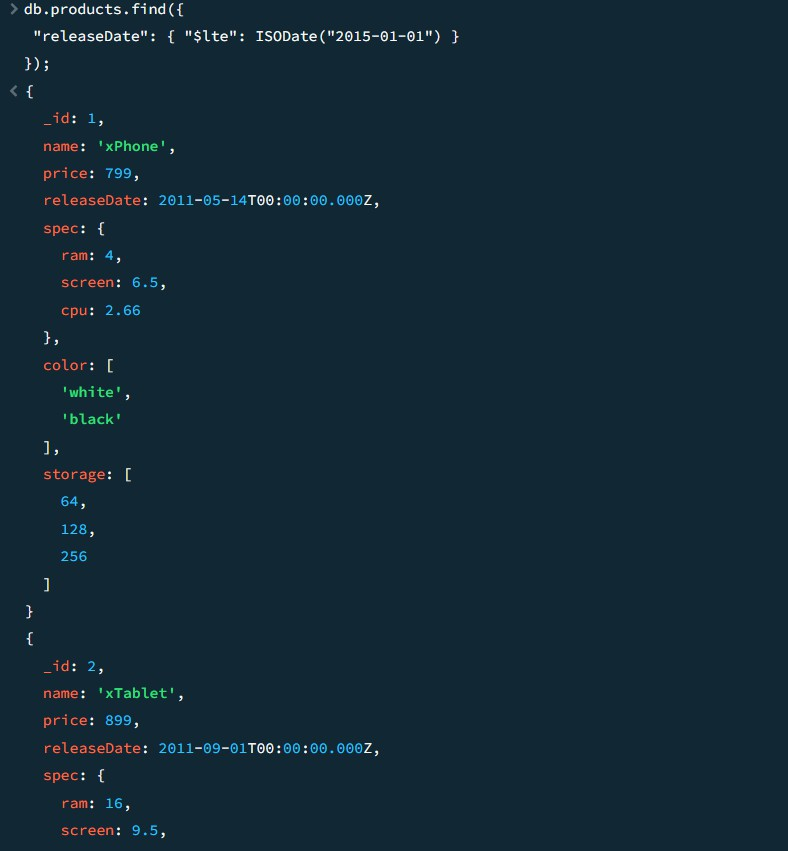 > db.products.find({
"releaseDate": { "$lte": ISODate("2015-01-01") }
});
< {
_id: 1,
name: 'xPhone',
price: 799,
releaseDate: 2011-05-14T00:00:00.000Z,
spec: {
ram: 4,
screen: 6.5,
cpu: 2.66
},
color: [
'white',
'black'
],
storage: [
64,
128,
256
]
}
{
_id: 2,
name: 'xTablet',
price: 899,
releaseDate: 2011-09-01T00:00:00.000Z,
spec: {
ram: 16,
screen: 9.5,